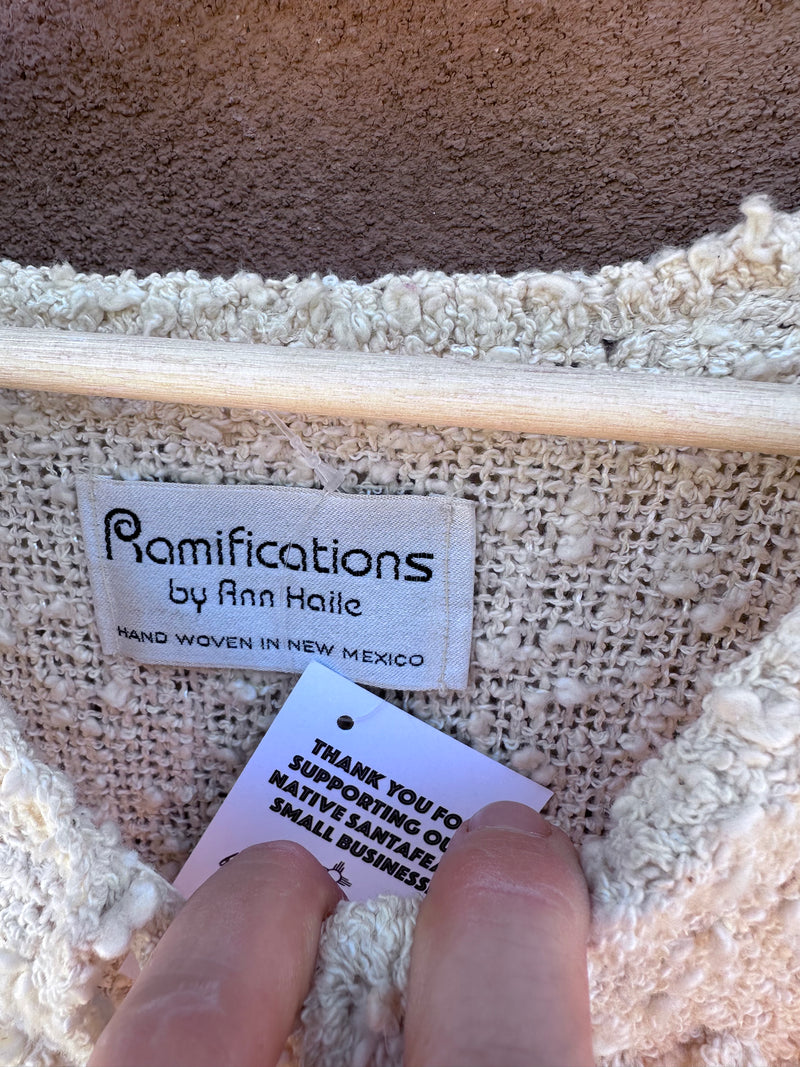 Ramifications
by Ann Haile
HAND WOVEN IN NEW MEXICO
THANK YOU
SUPPORTING
NATIVE
SMALL